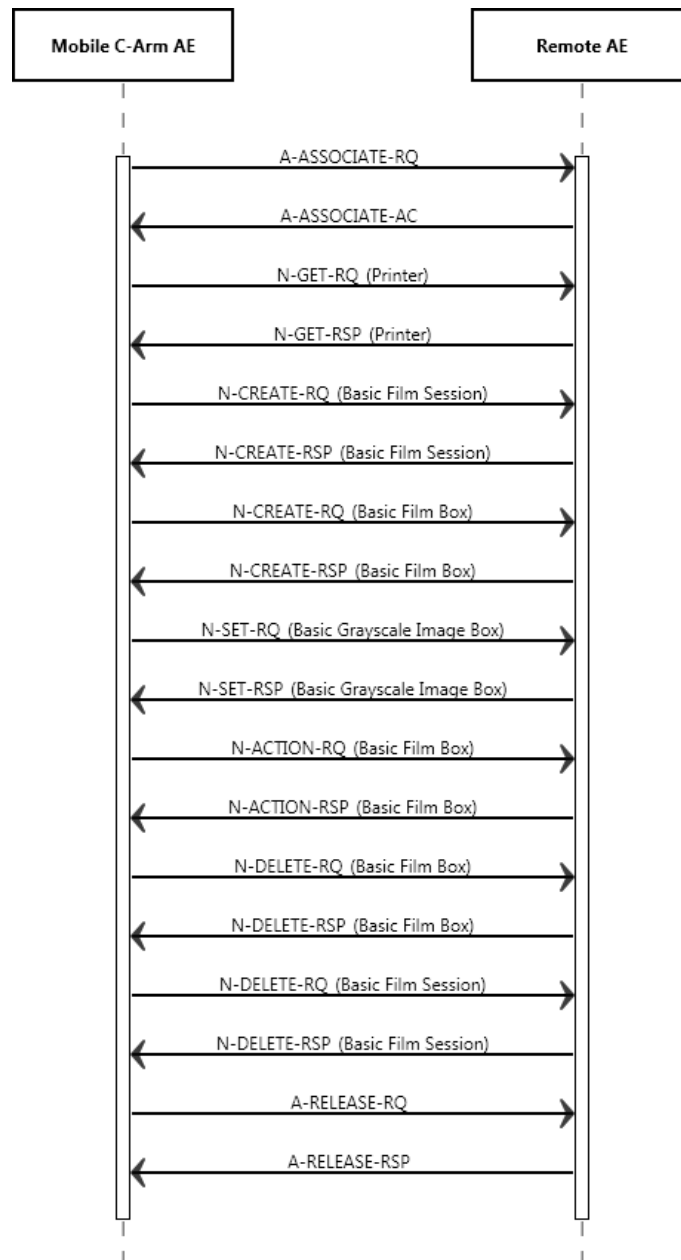 Mobile C-Arm AE
Remote AE
A-ASSOCIATE-RQ
A-ASSOCIATE-AC
N-GET-RQ (Printer)
N-GET-RSP (Printer)
N-CREATE-RQ (Basic Film Session)
N-CREATE-RSP (Basic Film Session)
N-CREATE-RQ (Basic Film Box)
N-CREATE-RSP (Basic Film Box)
N-SET-RQ (Basic Grayscale Image Box)
N-SET-RSP (Basic Grayscale Image Box)
N-ACTION-RQ (Basic Film Box)
N-ACTION-RSP (Basic Film Box)
N-DELETE-RQ (Basic Film Box)
N-DELETE-RSP (Basic Film Box)
N-DELETE-RQ (Basic Film Session)
N-DELETE-RSP (Basic Film Session)
A-RELEASE-RQ
A-RELEASE-RSP